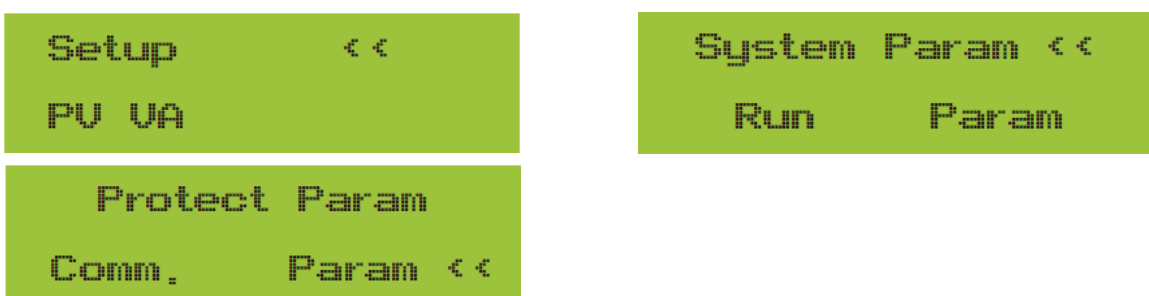 Setup <<
PV VA
System Param <<
Run Param
Protect Param
Comm. Param <<